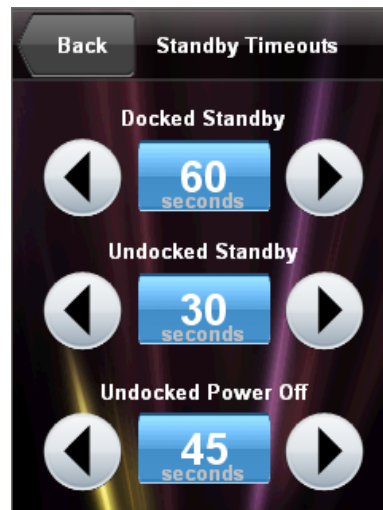 Back Standby Timeouts
Docked Standby
60
seconds
Undocked Standby
30
seconds
Undocked Power Off
45
seconds